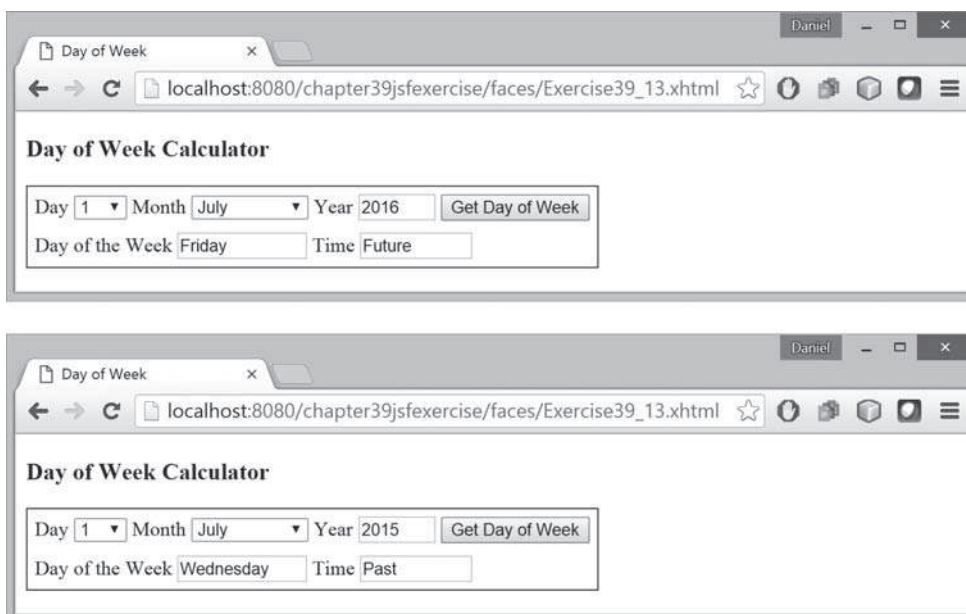 Daniel
Day of Week
localhost:8080/chapter39jsfexercise/faces/Exercise39_13.xhtml
Day of Week Calculator
Day 1 Month July Year 2016 Get Day of Week
Day of the Week Friday Time Future
Daniel
Day of Week
localhost:8080/chapter39jsfexercise/faces/Exercise39_13.xhtml
Day of Week Calculator
Day 1 Month July Year 2015 Get Day of Week
Day of the Week Wednesday Time Past